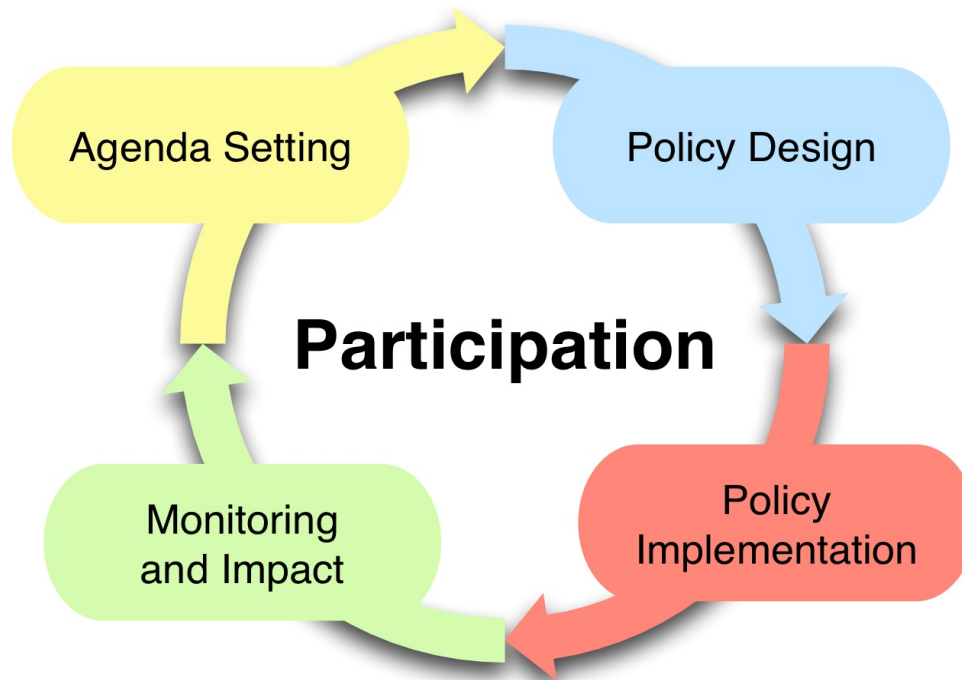 Agenda Setting
Policy Design
Participation
Monitoring
and Impact
Policy
Implementation